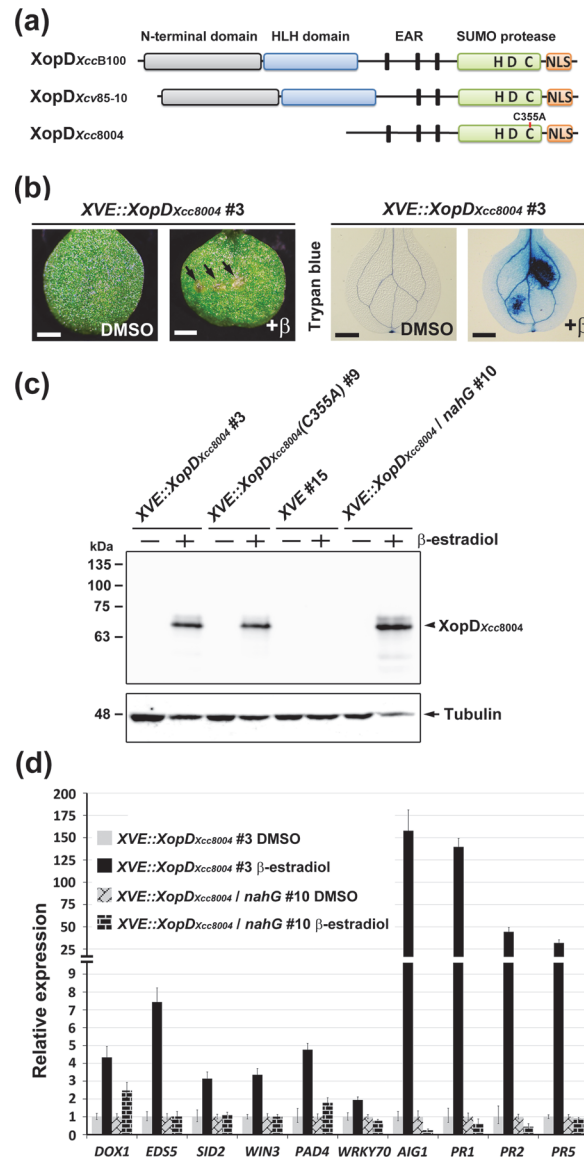 (a)
N-terminal domain HLH domain EAR SUMO protease
XopDXccB100 H D C NLS
XopDXcv85-10 H D C NLS
C355A
XopDXcc8004 H D C NLS
(b)
XVE::XopDXcc8004 #3
DMSO
+β
Trypan blue
XVE::XopDXcc8004 #3
DMSO
+β
(c)
XVE::XopDXcc8004 #3
XVE::XopDXcc8004(C355A) #9
XVE #15
XVE::XopDXcc8004 / nahG #10
− + − + − + − + β-estradiol
kDa
135
100
75
63
XopDXcc8004
48
Tubulin
(d)
Relative expression
200
175
150
125
100
75
50
25
8
7
6
5
4
3
2
1
0
XVE::XopDXcc8004 #3 DMSO
XVE::XopDXcc8004 #3 β-estradiol
XVE::XopDXcc8004 / nahG #10 DMSO
XVE::XopDXcc8004 / nahG #10 β-estradiol
DOX1 EDS5 SID2 WIN3 PAD4 WRKY70 AIG1 PR1 PR2 PR5